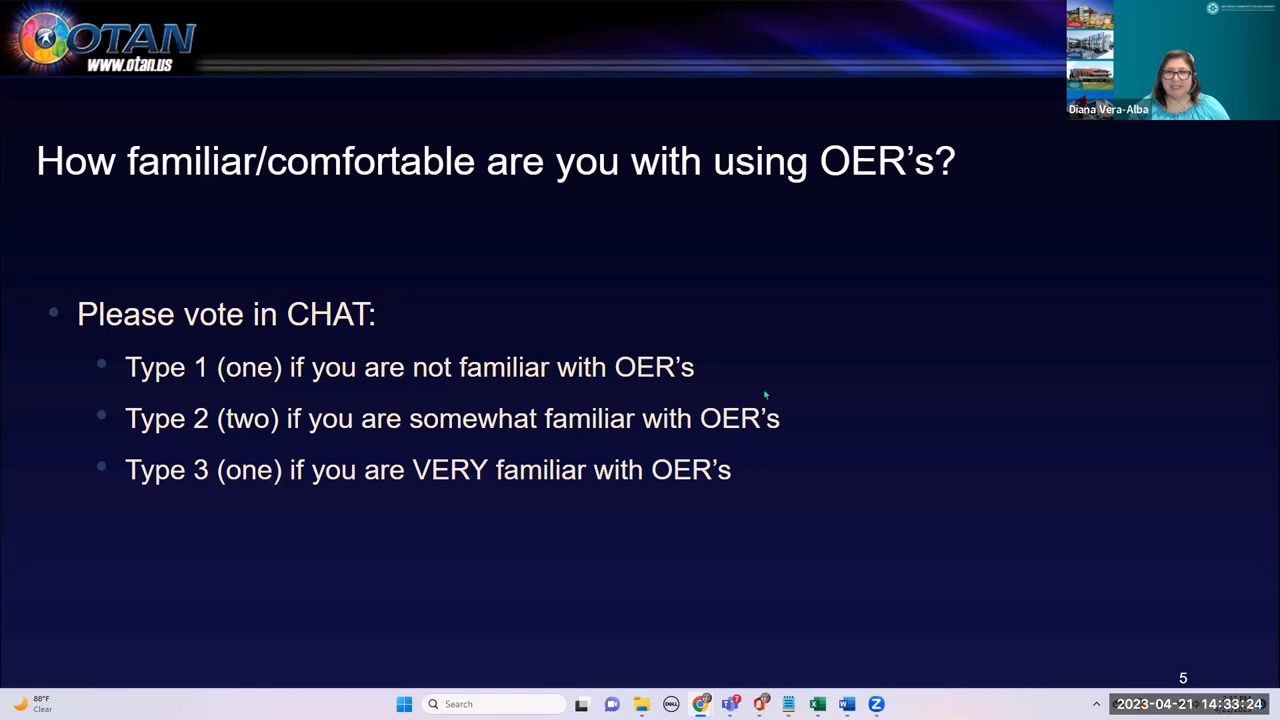 OTAN
www.otan.us
Diana Vera-Alba
How familiar/comfortable are you with using OER’s?
Please vote in CHAT:
Type 1 (one) if you are not familiar with OER’s
Type 2 (two) if you are somewhat familiar with OER’s
Type 3 (one) if you are VERY familiar with OER’s
5
88°F
Clear
Search
DELL
7
2023-04-21 14:33:24